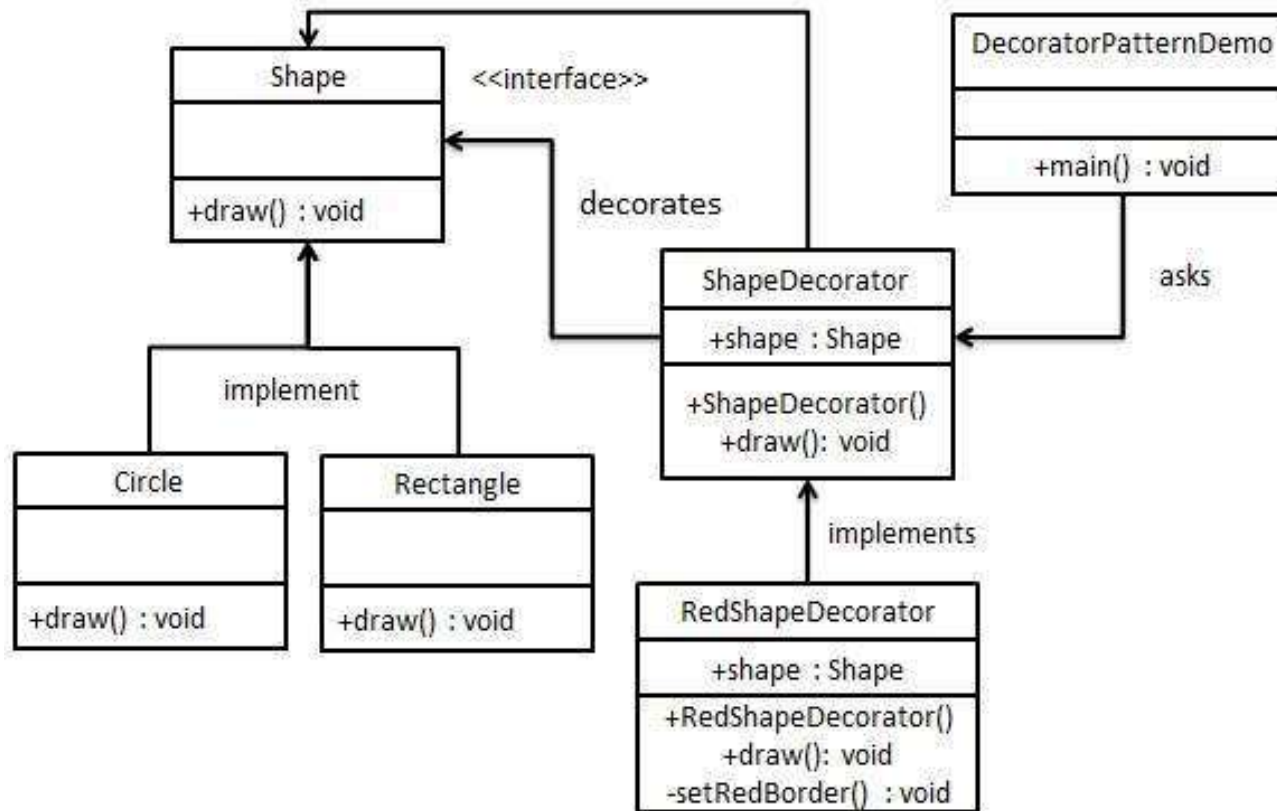 Shape
+draw() : void
<<interface>>
DecoratorPatternDemo
+main() : void
decorates
asks
ShapeDecorator
+shape : Shape
+ShapeDecorator()
+draw(): void
implement
Circle
+draw() : void
Rectangle
+draw() : void
implements
RedShapeDecorator
+shape : Shape
+RedShapeDecorator()
+draw(): void
-setRedBorder() : void